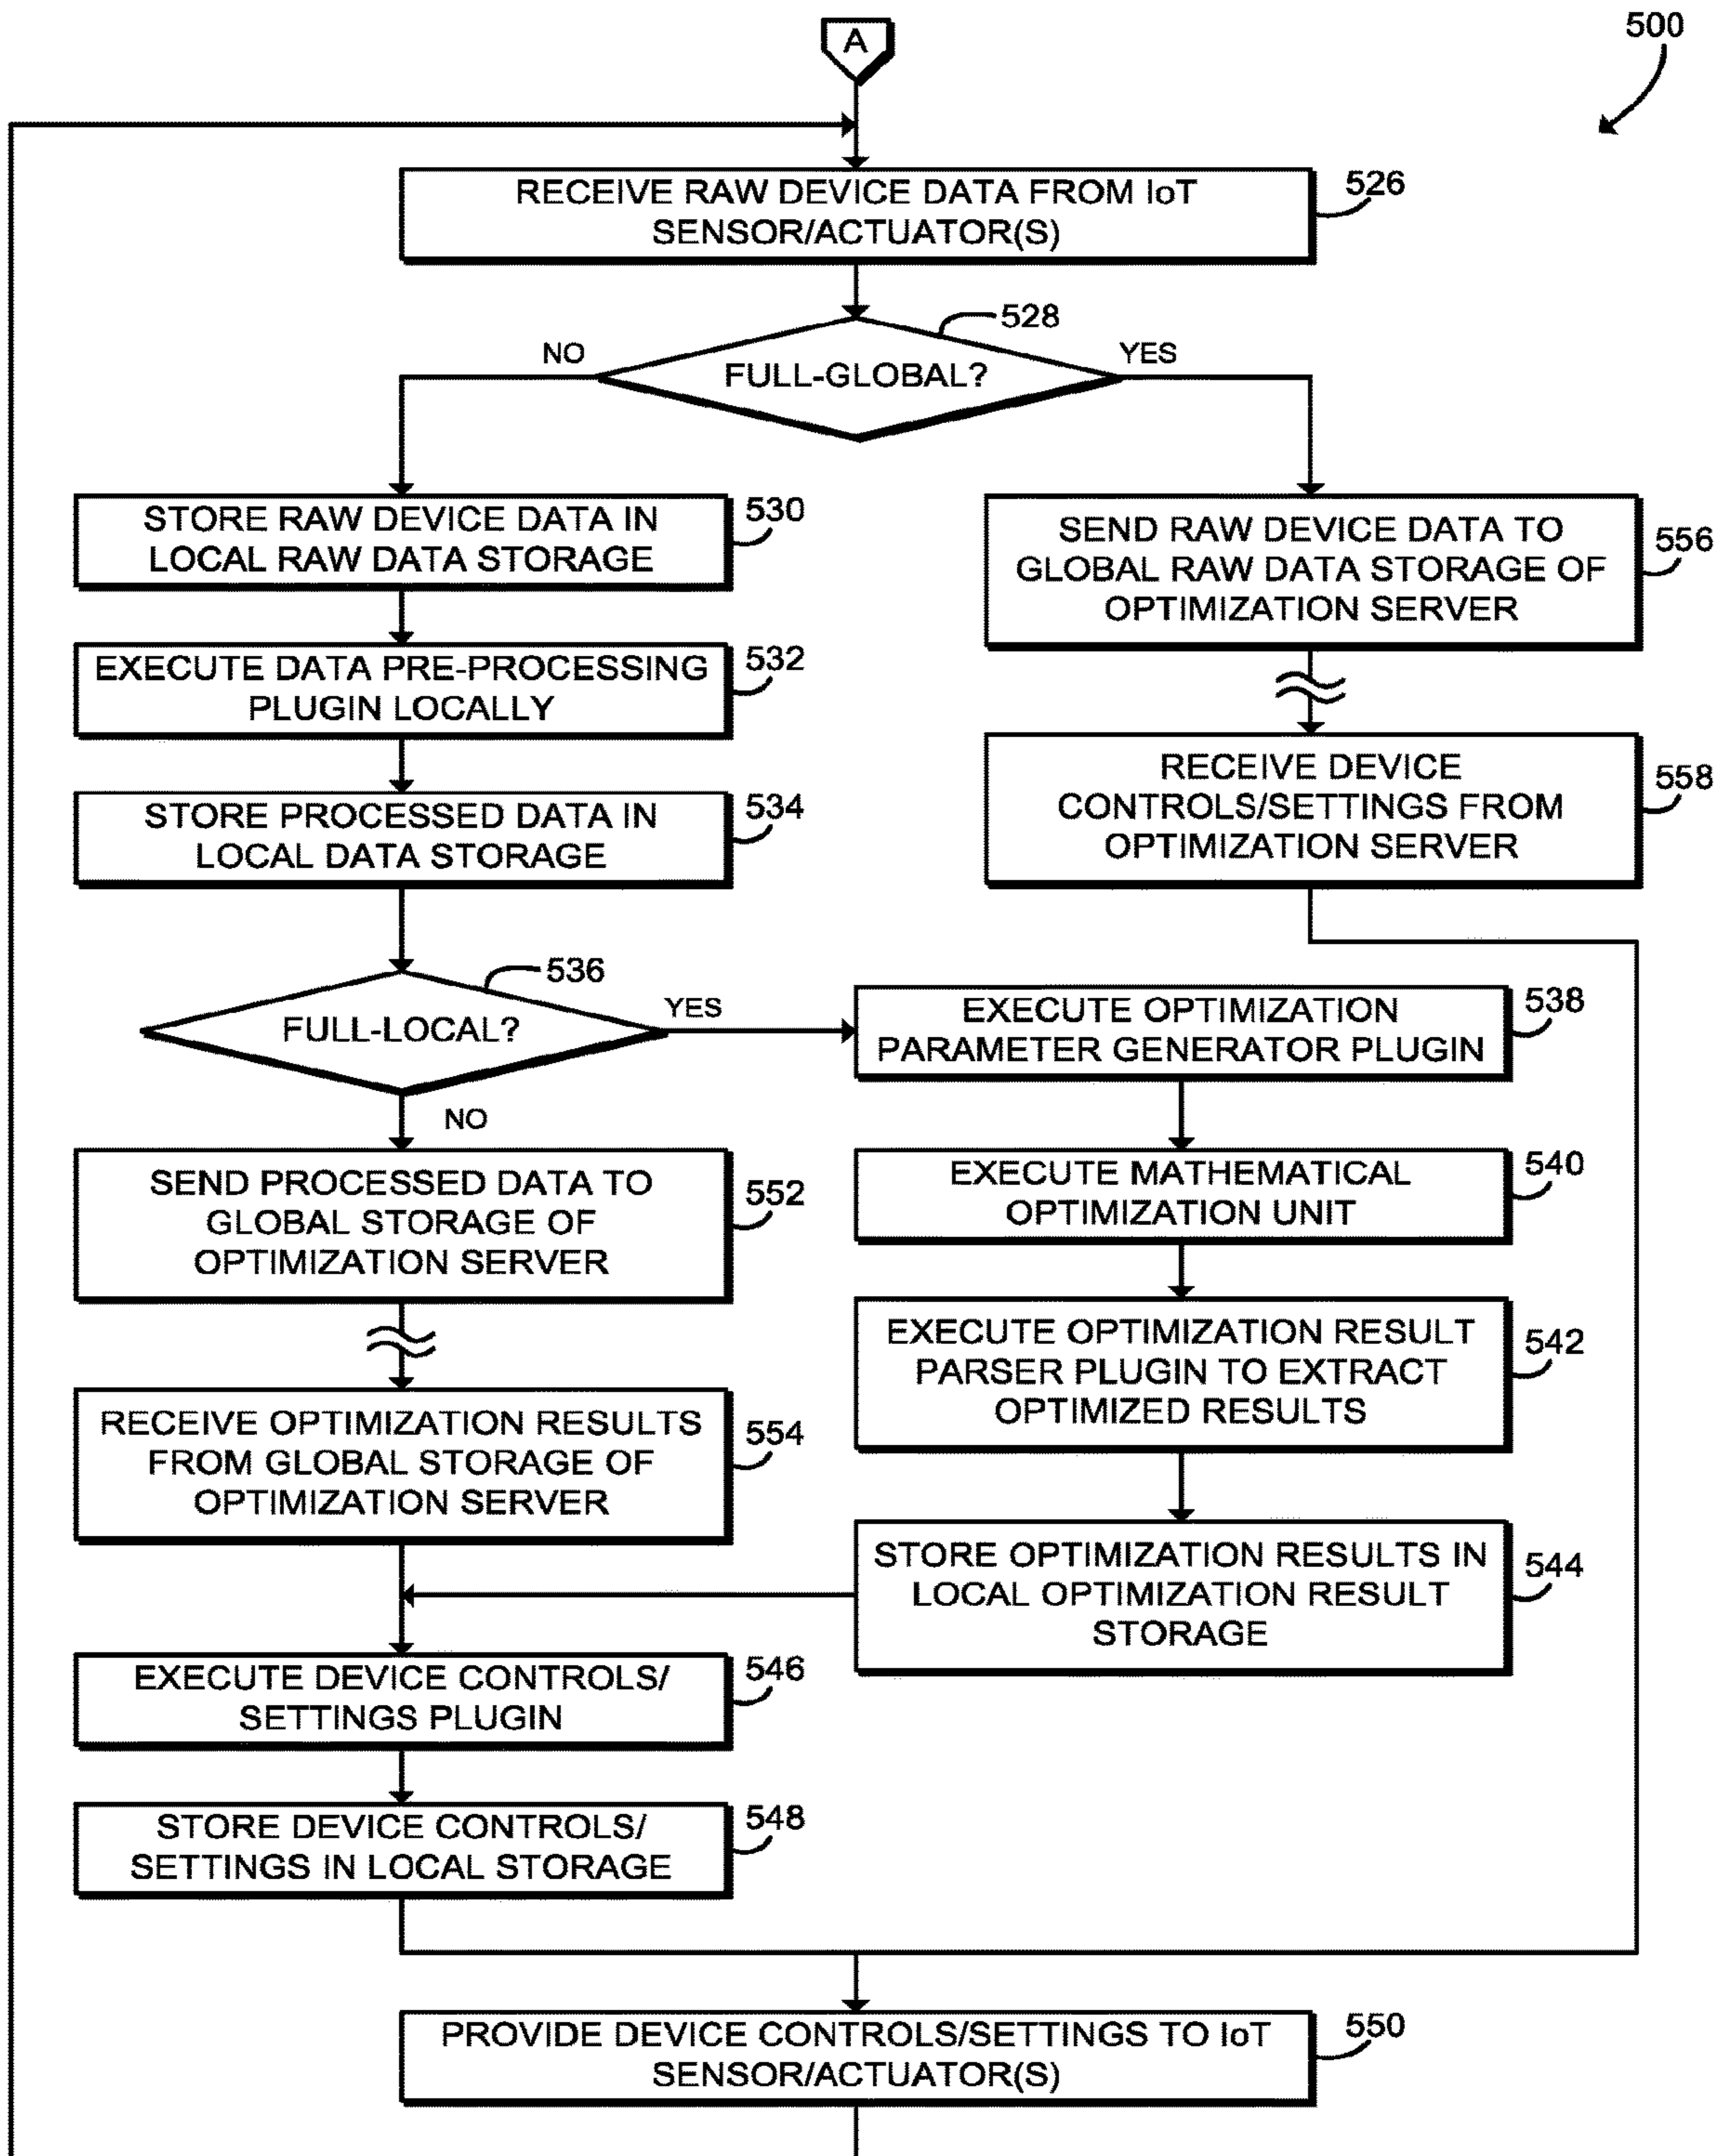 A
500
RECEIVE RAW DEVICE DATA FROM IoT
SENSOR/ACTUATOR(S)
526
528
NO
FULL-GLOBAL?
YES
STORE RAW DEVICE DATA IN
LOCAL RAW DATA STORAGE
530
SEND RAW DEVICE DATA TO
GLOBAL RAW DATA STORAGE OF
OPTIMIZATION SERVER
556
EXECUTE DATA PRE-PROCESSING
PLUGIN LOCALLY
532
RECEIVE DEVICE
CONTROLS/SETTINGS FROM
OPTIMIZATION SERVER
558
STORE PROCESSED DATA IN
LOCAL DATA STORAGE
534
536
FULL-LOCAL?
YES
NO
EXECUTE OPTIMIZATION
PARAMETER GENERATOR PLUGIN
538
SEND PROCESSED DATA TO
GLOBAL STORAGE OF
OPTIMIZATION SERVER
552
EXECUTE MATHEMATICAL
OPTIMIZATION UNIT
540
EXECUTE OPTIMIZATION RESULT
PARSER PLUGIN TO EXTRACT
OPTIMIZED RESULTS
542
RECEIVE OPTIMIZATION RESULTS
FROM GLOBAL STORAGE OF
OPTIMIZATION SERVER
554
STORE OPTIMIZATION RESULTS IN
LOCAL OPTIMIZATION RESULT
STORAGE
544
EXECUTE DEVICE CONTROLS/
SETTINGS PLUGIN
546
STORE DEVICE CONTROLS/
SETTINGS IN LOCAL STORAGE
548
PROVIDE DEVICE CONTROLS/SETTINGS TO IoT
SENSOR/ACTUATOR(S)
550